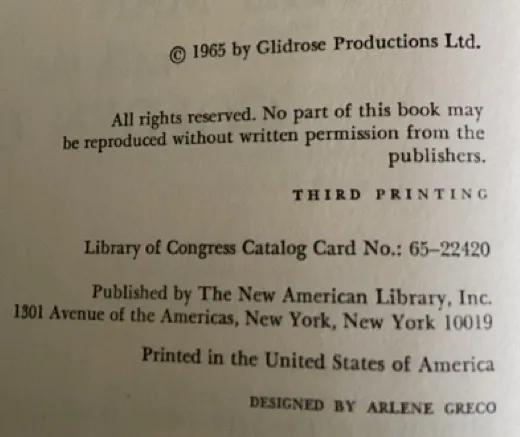 © 1965 by Glidrose Productions Ltd.
All rights reserved. No part of this book may
be reproduced without written permission from the
publishers.
THIRD PRINTING
Library of Congress Catalog Card No.: 65–22420
Published by The New American Library, Inc.
1301 Avenue of the Americas, New York, New York 10019
Printed in the United States of America
DESIGNED BY ARLENE GRECO